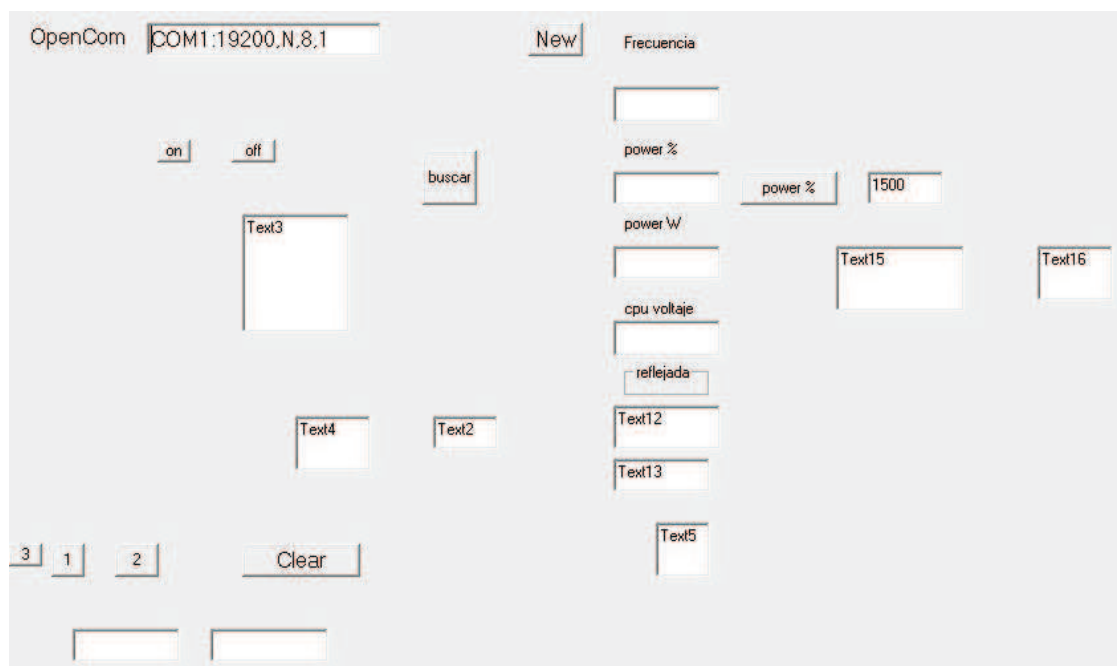 OpenCom COM1:19200,N,8,1 New Frecuencia
on off power %
buscar power % 1500
Text3 power W
Text15 Text16
cpu voltaje
reflejada
Text4 Text2 Text12
Text13
Text5
3 1 2 Clear